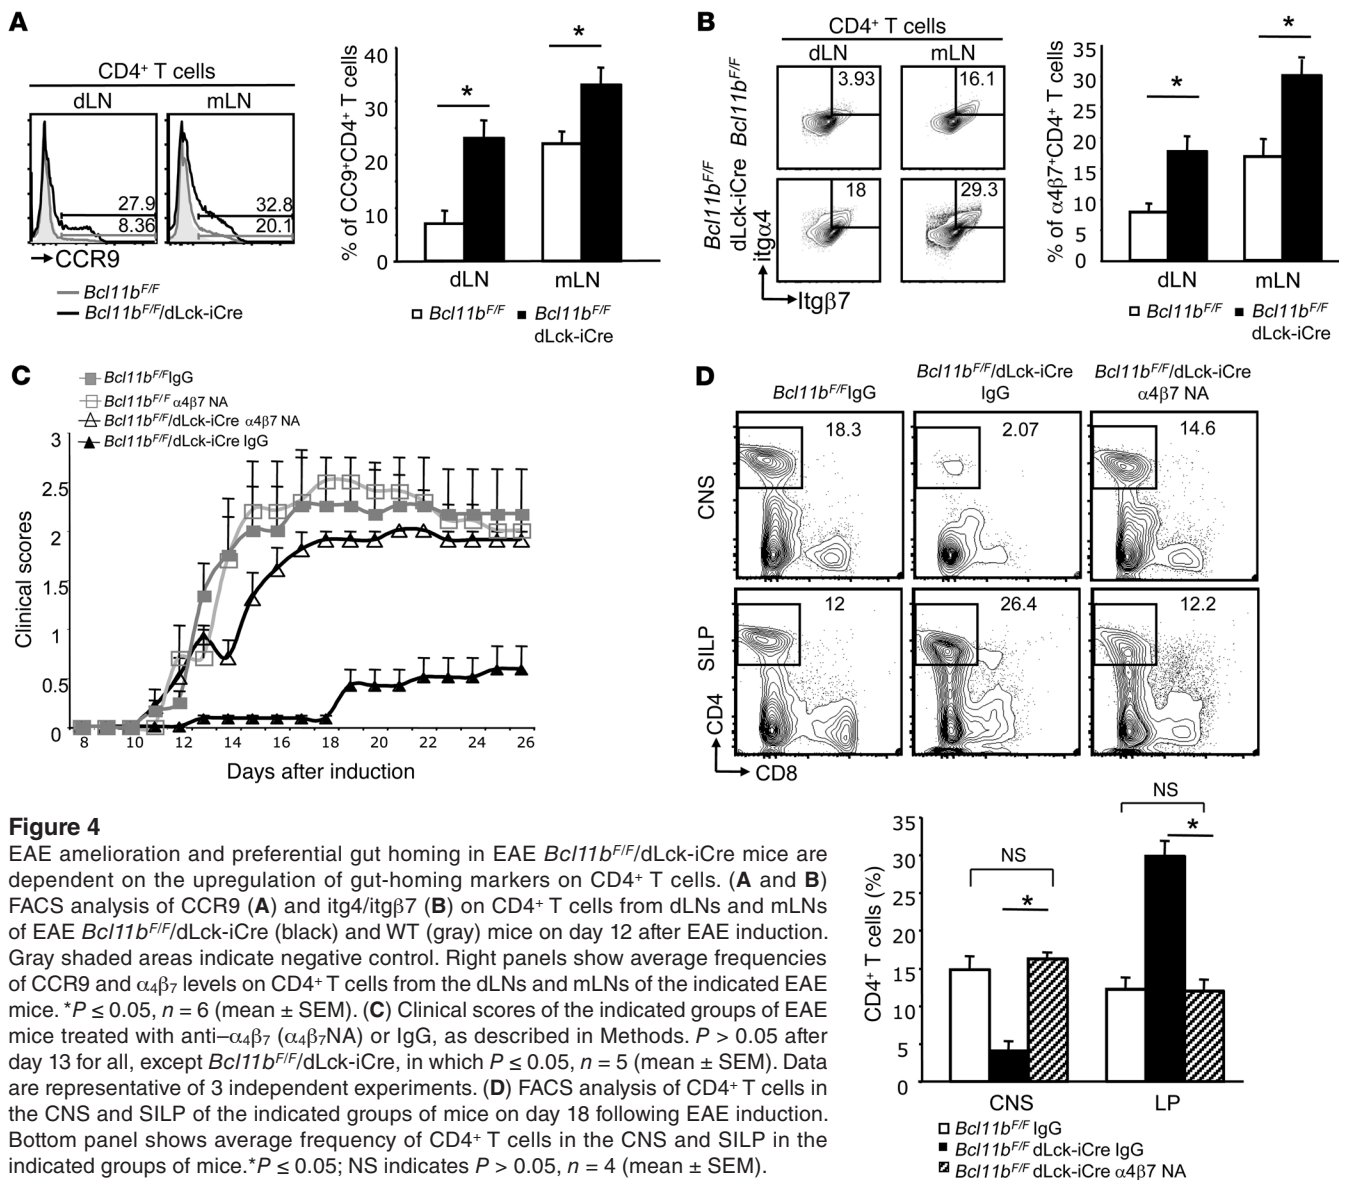 A
CD4+ T cells
dLN mLN
27.9
8.36
32.8
20.1
CCR9
Bcl11bF/F
Bcl11bF/F/dLck-iCre
% of CC9+CD4+ T cells
40
30
20
10
0
*
*
dLN mLN
Bcl11bF/F
Bcl11bF/F
dLck-iCre
B
CD4+ T cells
dLN mLN
Bcl11bF/F
3.93
16.1
Bcl11bF/F
dLck-iCre
18
29.3
itgα4
Itgβ7
% of α4β7+CD4+ T cells
35
30
25
20
15
10
5
0
*
*
dLN mLN
Bcl11bF/F
Bcl11bF/F
dLck-iCre
C
Bcl11bF/FIgG
Bcl11bF/F α4β7 NA
Bcl11bF/F/dLck-iCre α4β7 NA
Bcl11bF/F/dLck-iCre IgG
Clinical scores
3
2.5
2
1.5
1
0.5
0
8 10 12 14 16 18 20 22 24 26
Days after induction
D
Bcl11bF/FIgG
Bcl11bF/F/dLck-iCre
IgG
Bcl11bF/F/dLck-iCre
α4β7 NA
CNS
18.3
2.07
14.6
SILP
12
26.4
12.2
CD4
CD8
CD4+ T cells (%)
35
30
25
20
15
10
5
0
NS
*
NS
*
CNS LP
Bcl11bF/F IgG
Bcl11bF/F dLck-iCre IgG
Bcl11bF/F dLck-iCre α4β7 NA
Figure 4
EAE amelioration and preferential gut homing in EAE Bcl11bF/F/dLck-iCre mice are
dependent on the upregulation of gut-homing markers on CD4+ T cells. (A and B)
FACS analysis of CCR9 (A) and itg4/itgβ7 (B) on CD4+ T cells from dLNs and mLNs
of EAE Bcl11bF/F/dLck-iCre (black) and WT (gray) mice on day 12 after EAE induction.
Gray shaded areas indicate negative control. Right panels show average frequencies
of CCR9 and α4β7 levels on CD4+ T cells from the dLNs and mLNs of the indicated EAE
mice. *P ≤ 0.05, n = 6 (mean ± SEM). (C) Clinical scores of the indicated groups of EAE
mice treated with anti–α4β7 (α4β7NA) or IgG, as described in Methods. P > 0.05 after
day 13 for all, except Bcl11bF/F/dLck-iCre, in which P ≤ 0.05, n = 5 (mean ± SEM). Data
are representative of 3 independent experiments. (D) FACS analysis of CD4+ T cells in
the CNS and SILP of the indicated groups of mice on day 18 following EAE induction.
Bottom panel shows average frequency of CD4+ T cells in the CNS and SILP in the
indicated groups of mice.*P ≤ 0.05; NS indicates P > 0.05, n = 4 (mean ± SEM).